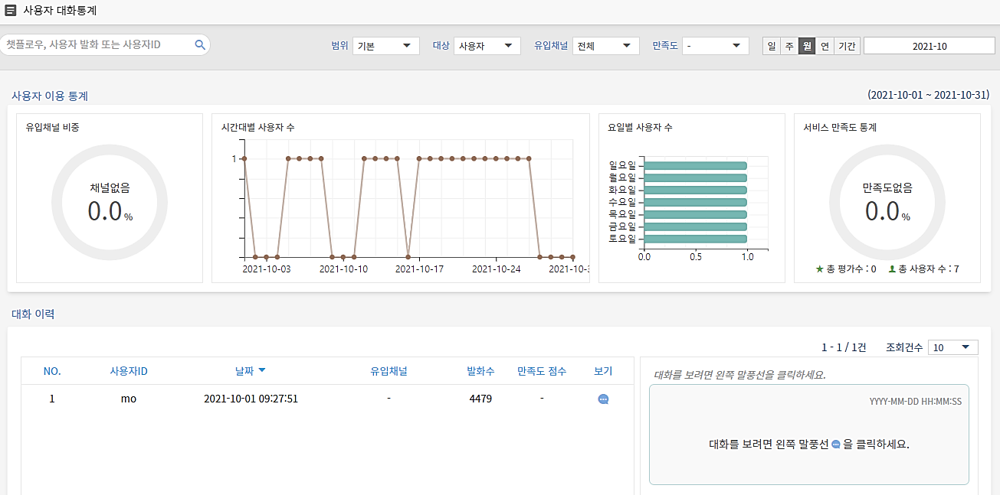 사용자 대화통계
챗플로우, 사용자 발화 또는 사용자ID
범위 기본 대상 사용자 유입채널 전체 만족도 - 일 주 월 연 기간 2021-10
사용자 이용 통계 (2021-10-01 ~ 2021-10-31)
유입채널 비중
채널없음
0.0 %
시간대별 사용자 수
1
2021-10-03 2021-10-10 2021-10-17 2021-10-24 2021-10-3
요일별 사용자 수
일요일
월요일
화요일
수요일
목요일
금요일
토요일
0.0 0.5 1.0
서비스 만족도 통계
만족도없음
0.0 %
총 평가수 : 0 총 사용자 수 : 7
대화 이력
1 - 1 / 1건 조회건수 10
NO. 사용자ID 날짜 유입채널 발화수 만족도 점수 보기
1 mo 2021-10-01 09:27:51 - 4479 -
대화를 보려면 왼쪽 말풍선을 클릭하세요.
YYYY-MM-DD HH:MM:SS
대화를 보려면 왼쪽 말풍선 을 클릭하세요.